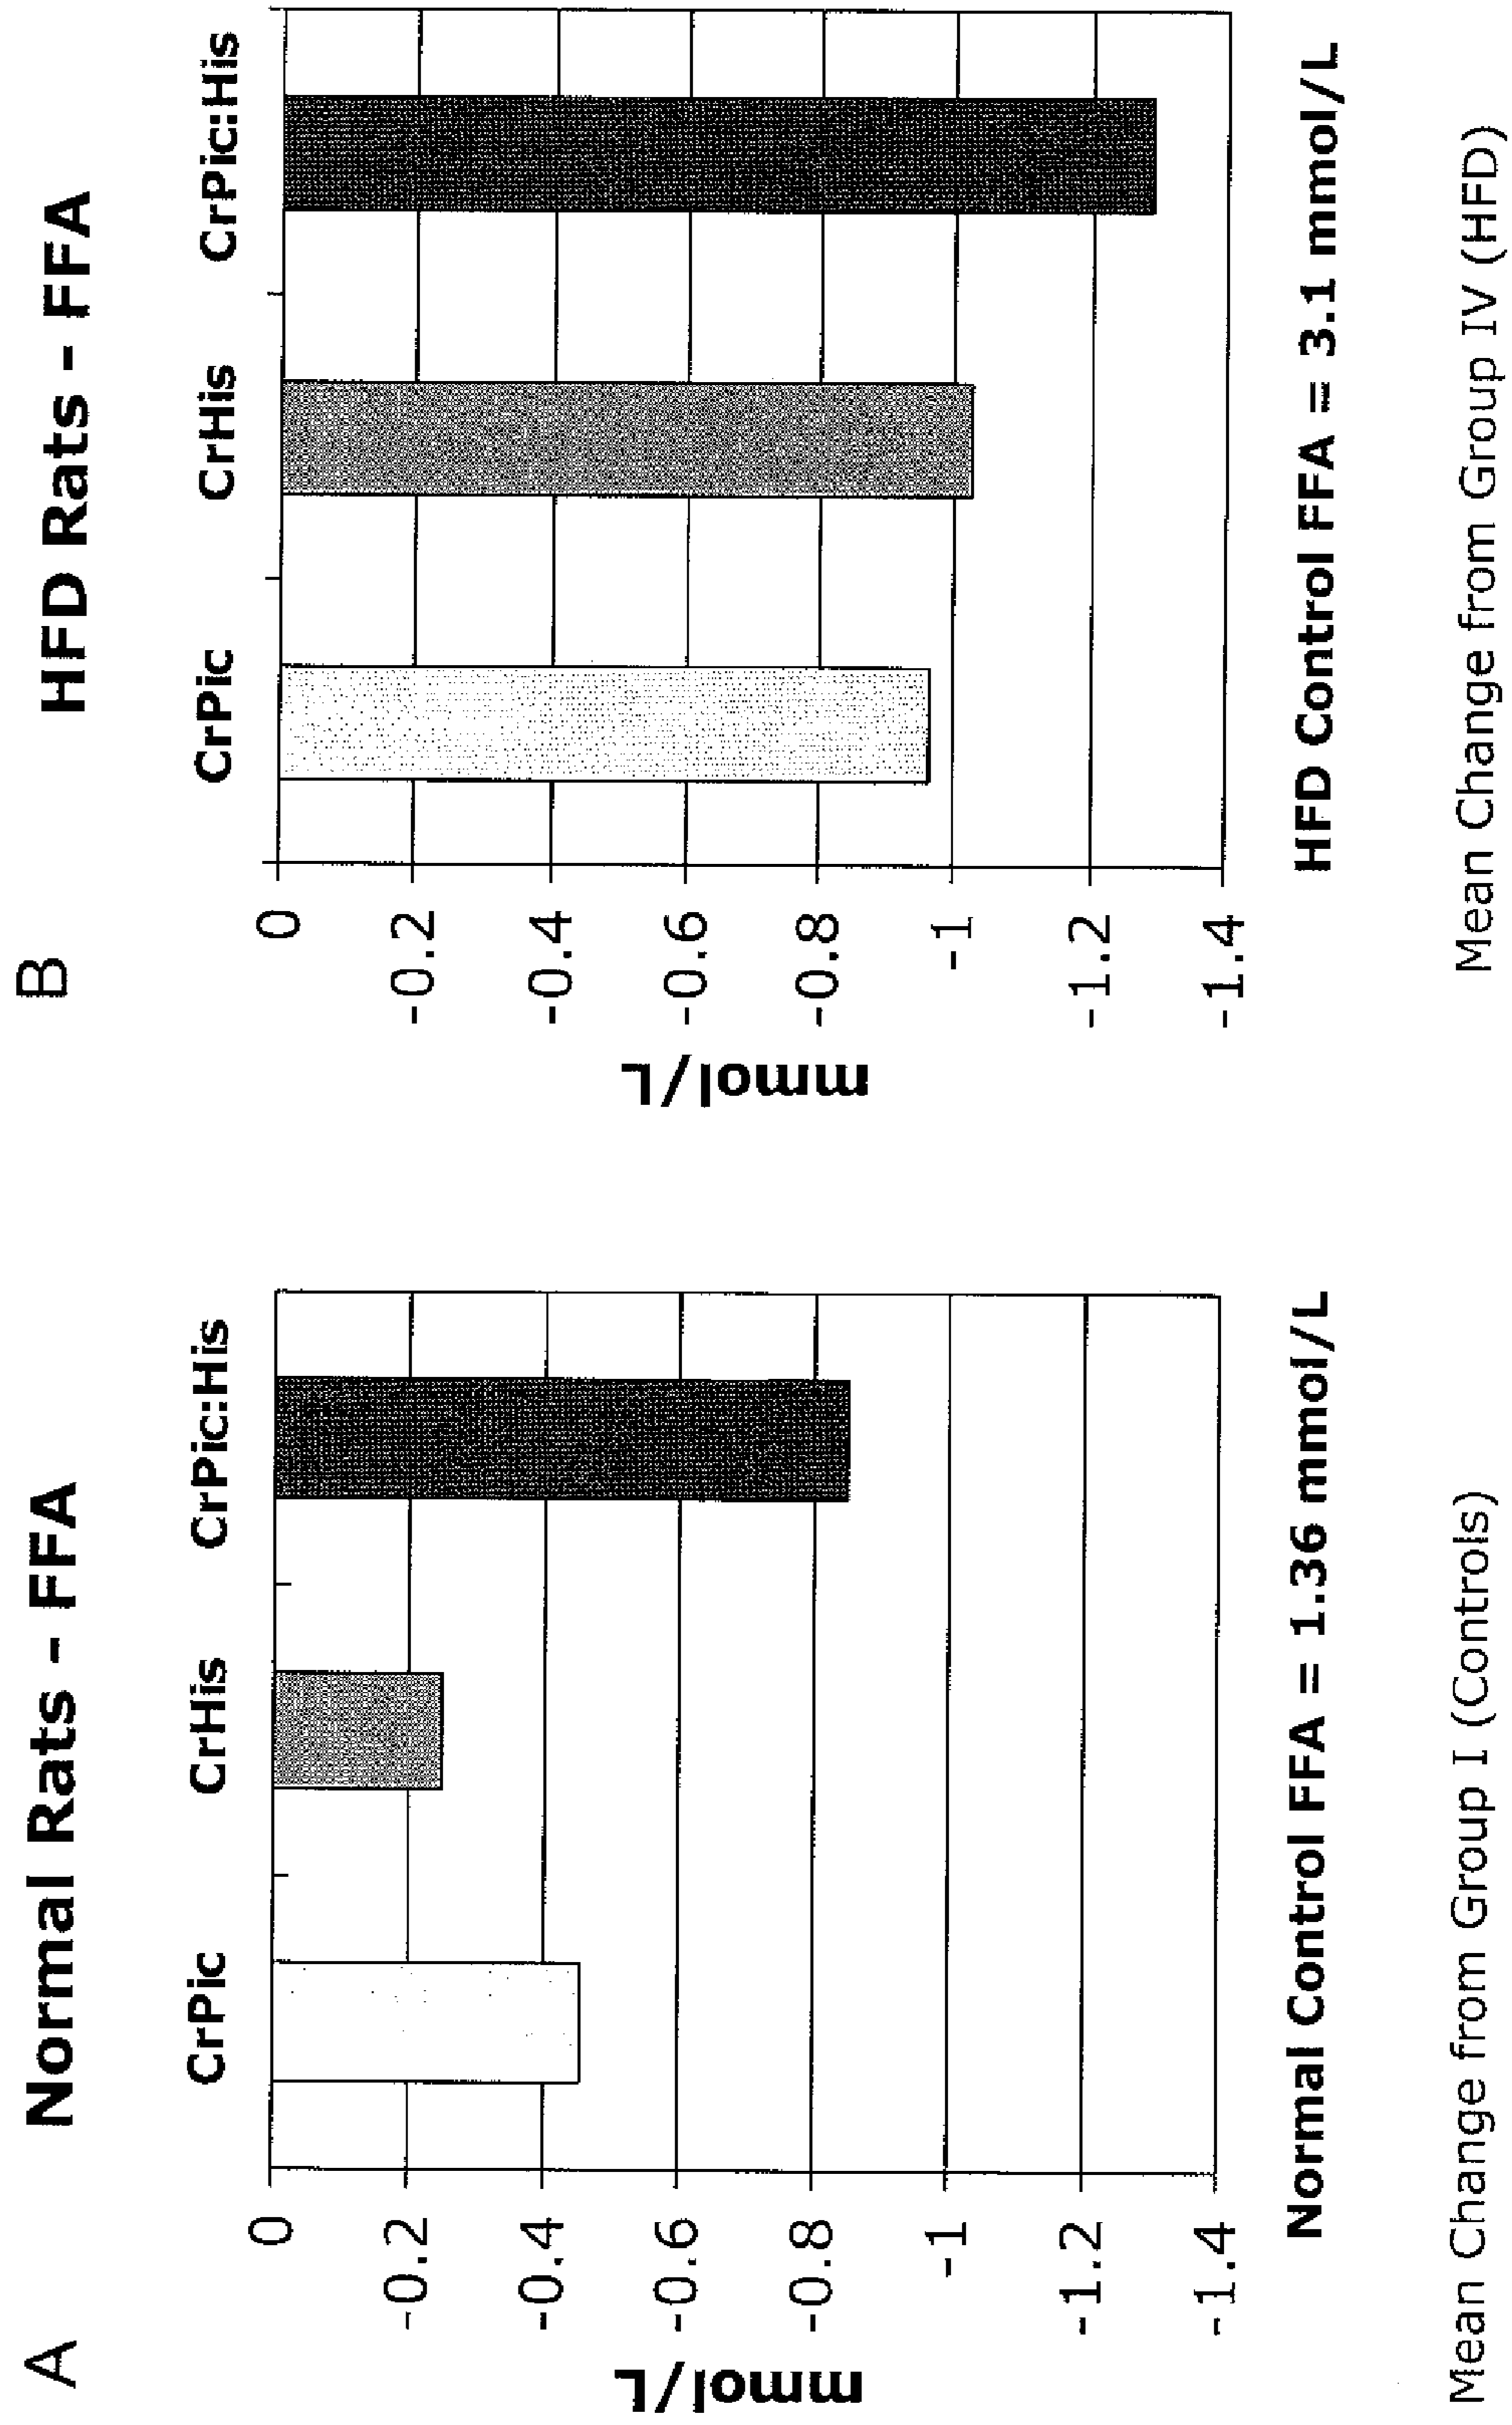 A
Normal Rats - FFA
CrPic CrHis CrPic:His
mmol/L
0
-0.2
-0.4
-0.6
-0.8
-1
-1.2
-1.4
Normal Control FFA = 1.36 mmol/L
Mean Change from Group I (Controls)
B
HFD Rats - FFA
CrPic CrHis CrPic:His
mmol/L
0
-0.2
-0.4
-0.6
-0.8
-1
-1.2
-1.4
HFD Control FFA = 3.1 mmol/L
Mean Change from Group IV (HFD)